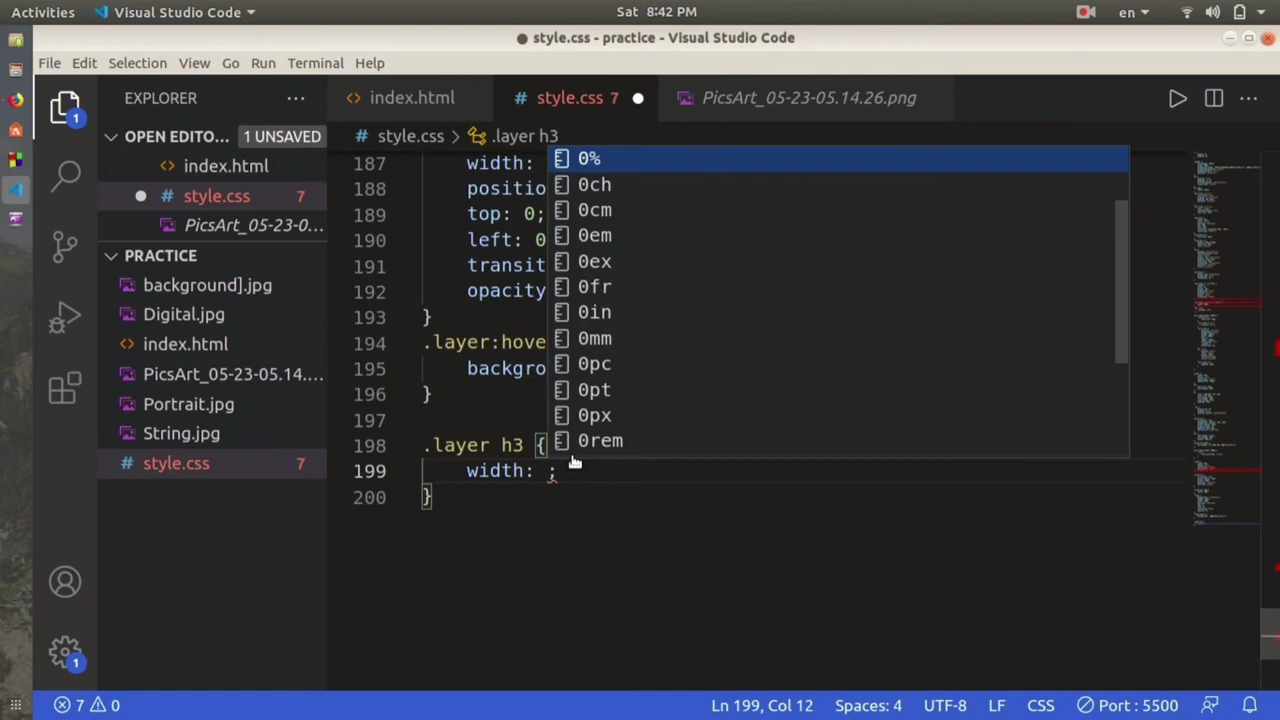 Activities Visual Studio Code Sat 8:42 PM en
style.css - practice - Visual Studio Code
File Edit Selection View Go Run Terminal Help
EXPLORER
index.html
style.css 7
PicsArt_05-23-05.14.26.png
1
OPEN EDITO... 1 UNSAVED
index.html
style.css 7
PicsArt_05-23-0...
PRACTICE
background].jpg
Digital.jpg
index.html
PicsArt_05-23-05.14....
Portrait.jpg
String.jpg
style.css 7
1
style.css > .layer h3
187 width:
188 positio
189 top: 0;
190 left: 0
191 transit
192 opacity
193 }
194 .layer:hove
195 backgro
196 }
197
198 .layer h3 {
199 width: ;
200 }
0%
0ch
0cm
0em
0ex
0fr
0in
0mm
0pc
0pt
0px
0rem
7 0 Ln 199, Col 12 Spaces: 4 UTF-8 LF CSS Port : 5500